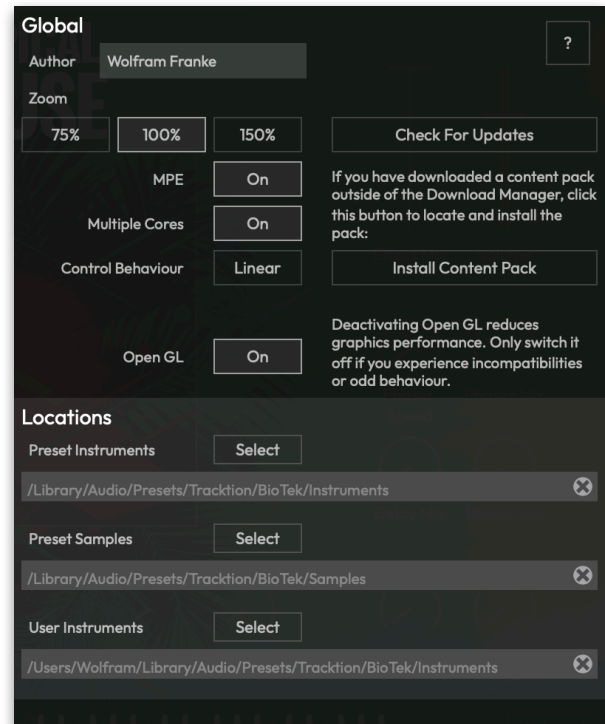 Global
?
Author Wolfram Franke
Zoom
75% 100% 150% Check For Updates
MPE On
If you have downloaded a content pack
outside of the Download Manager, click
this button to locate and install the
pack:
Multiple Cores On
Control Behaviour Linear Install Content Pack
Deactivating Open GL reduces
graphics performance. Only switch it
off if you experience incompatibilities
or odd behaviour.
Open GL On
Locations
Preset Instruments Select
/Library/Audio/Presets/Tracktion/BioTek/Instruments
Preset Samples Select
/Library/Audio/Presets/Tracktion/BioTek/Samples
User Instruments Select
/Users/Wolfram/Library/Audio/Presets/Tracktion/BioTek/Instruments